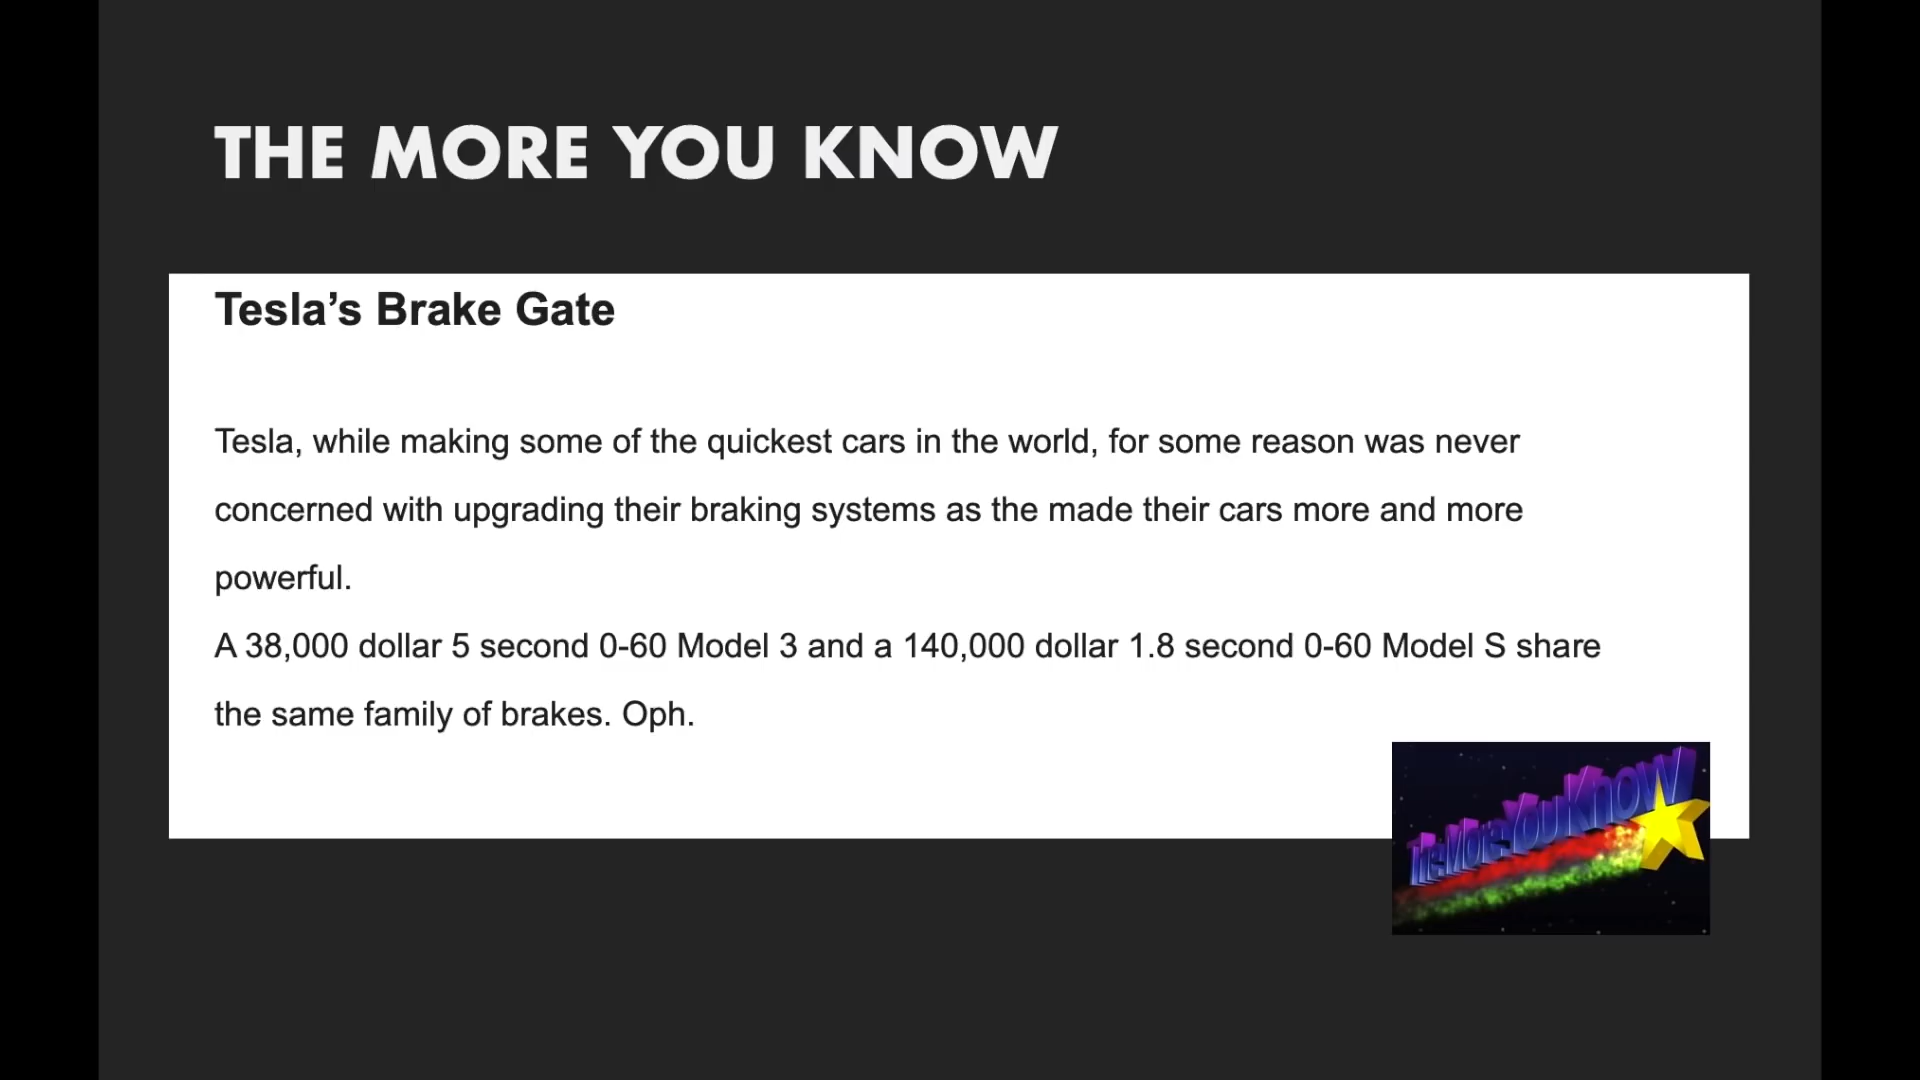 THE MORE YOU KNOW
Tesla’s Brake Gate
Tesla, while making some of the quickest cars in the world, for some reason was never
concerned with upgrading their braking systems as the made their cars more and more
powerful.
A 38,000 dollar 5 second 0-60 Model 3 and a 140,000 dollar 1.8 second 0-60 Model S share
the same family of brakes. Oph.
The More You Know